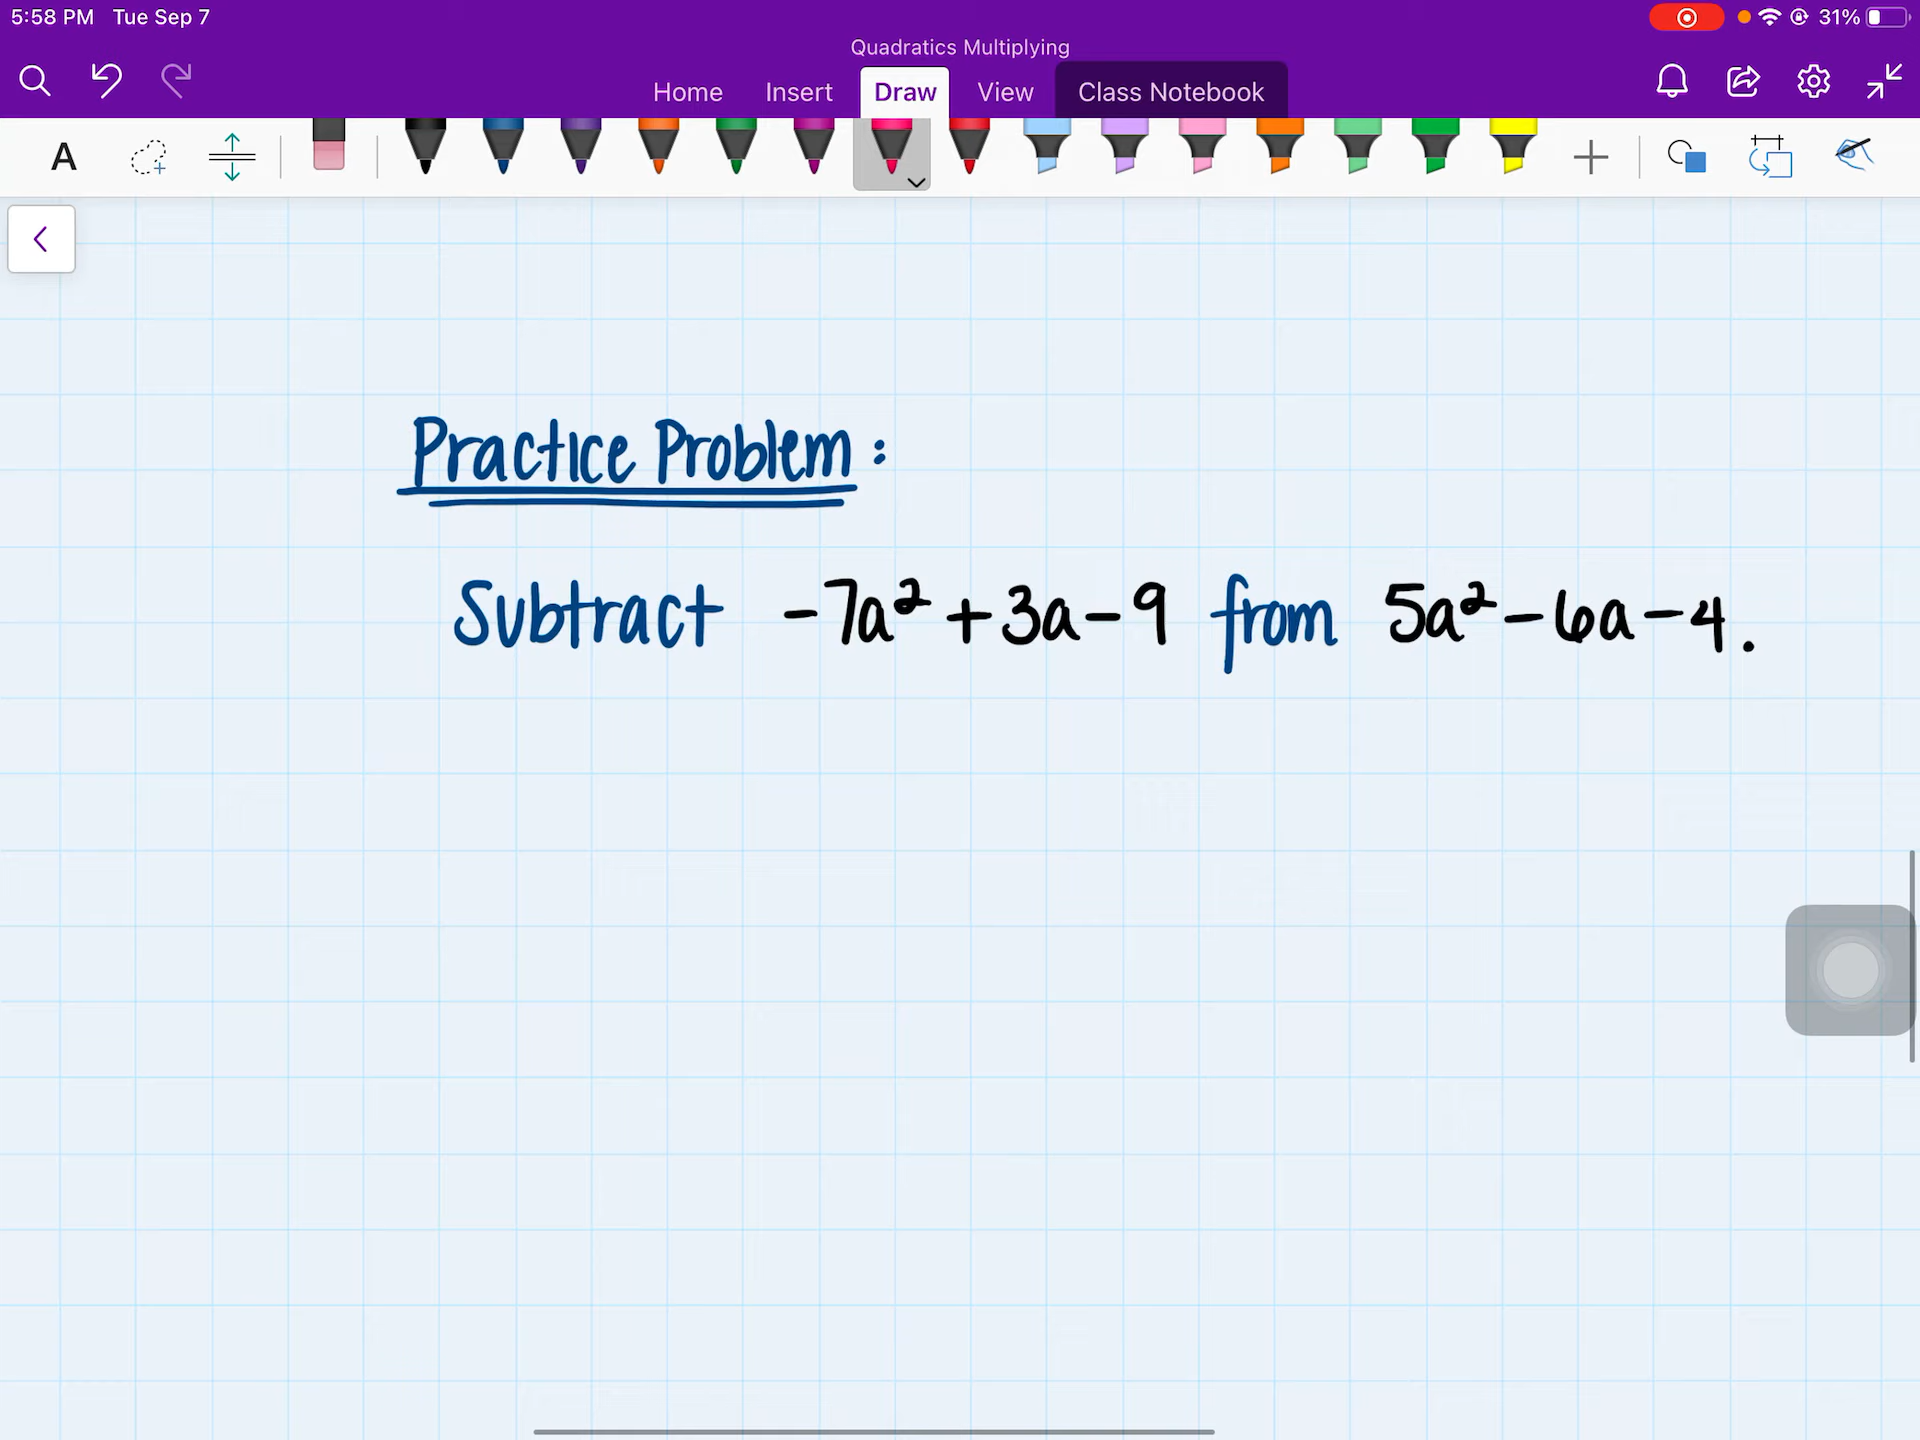 5:58 PM Tue Sep 7
31%
Quadratics Multiplying
Home Insert Draw View Class Notebook
A
Practice Problem:
Subtract -7a² + 3a - 9 from 5a² - 6a - 4.